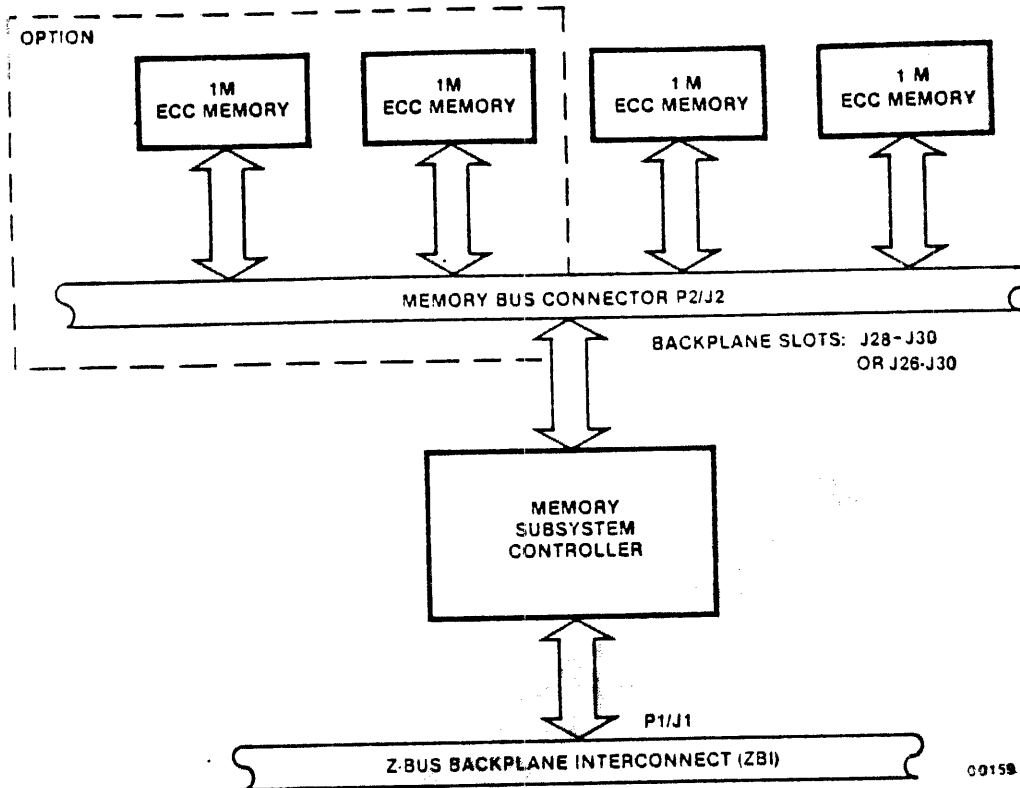 OPTION
1M
ECC MEMORY
1M
ECC MEMORY
1 M
ECC MEMORY
1 M
ECC MEMORY
MEMORY BUS CONNECTOR P2/J2
BACKPLANE SLOTS: J28-J30
OR J26-J30
MEMORY
SUBSYSTEM
CONTROLLER
P1/J1
Z-BUS BACKPLANE INTERCONNECT (ZBI)
00159